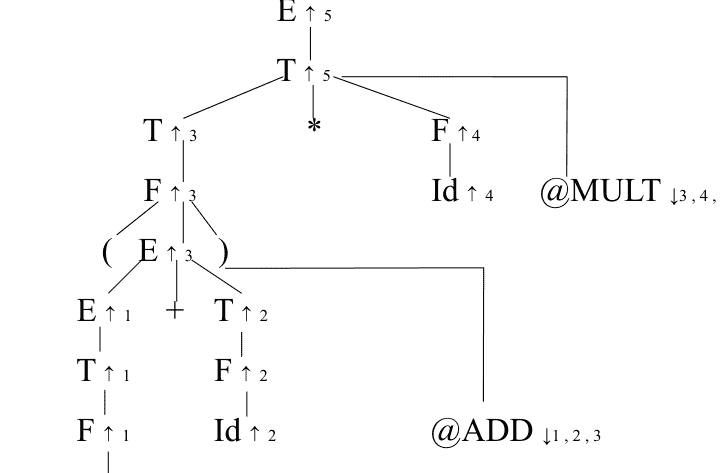 E ↑ 5
T ↑ 5
T ↑ 3 * F ↑ 4
F ↑ 3 Id ↑ 4 @MULT ↓3 , 4 ,
( E ↑ 3 )
E ↑ 1 + T ↑ 2
T ↑ 1 F ↑ 2
F ↑ 1 Id ↑ 2 @ADD ↓1 , 2 , 3